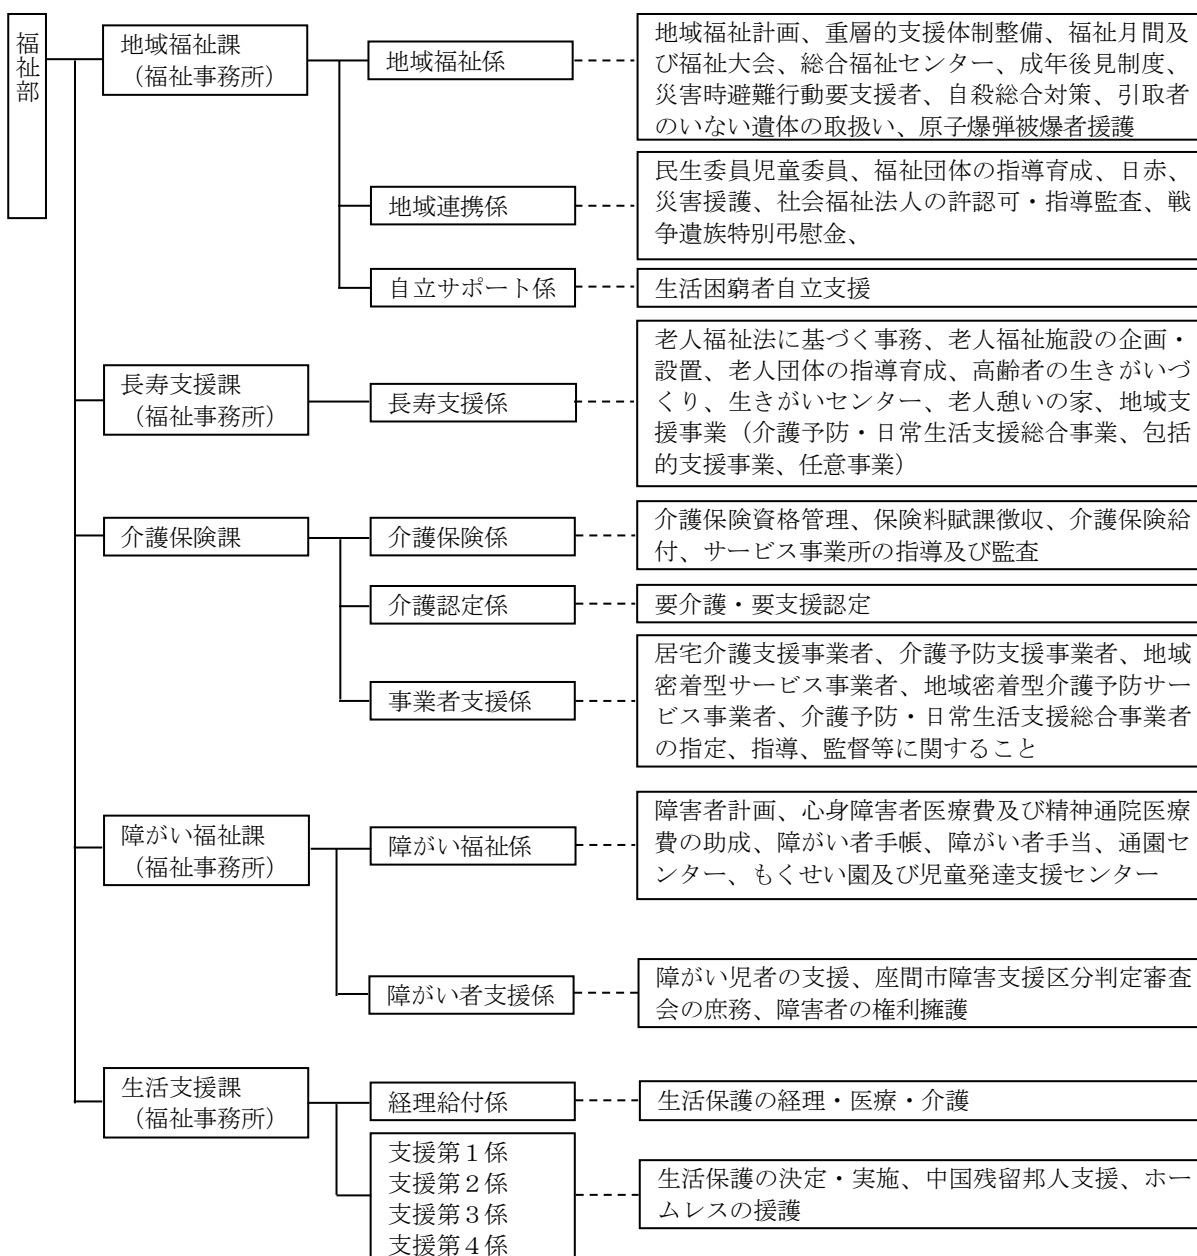 福祉部
地域福祉課
（福祉事務所）
地域福祉係
地域福祉計画、重層的支援体制整備、福祉月間及
び福祉大会、総合福祉センター、成年後見制度、
災害時避難行動要支援者、自殺総合対策、引取者
のいない遺体の取扱い、原子爆弾被爆者援護
地域連携係
民生委員児童委員、福祉団体の指導育成、日赤、
災害援護、社会福祉法人の許認可・指導監査、戦
争遺族特別弔慰金、
自立サポート係
生活困窮者自立支援
長寿支援課
（福祉事務所）
長寿支援係
老人福祉法に基づく事務、老人福祉施設の企画・
設置、老人団体の指導育成、高齢者の生きがいづ
くり、生きがいセンター、老人憩いの家、地域支
援事業（介護予防・日常生活支援総合事業、包括
的支援事業、任意事業）
介護保険課
介護保険係
介護保険資格管理、保険料賦課徴収、介護保険給
付、サービス事業所の指導及び監査
介護認定係
要介護・要支援認定
事業者支援係
居宅介護支援事業者、介護予防支援事業者、地域
密着型サービス事業者、地域密着型介護予防サー
ビス事業者、介護予防・日常生活支援総合事業者
の指定、指導、監督等に関すること
障がい福祉課
（福祉事務所）
障がい福祉係
障害者計画、心身障害者医療費及び精神通院医療
費の助成、障がい者手帳、障がい者手当、通園セ
ンター、もくせい園及び児童発達支援センター
障がい者支援係
障がい児者の支援、座間市障害支援区分判定審査
会の庶務、障害者の権利擁護
生活支援課
（福祉事務所）
経理給付係
生活保護の経理・医療・介護
支援第１係
支援第２係
支援第３係
支援第４係
生活保護の決定・実施、中国残留邦人支援、ホー
ムレスの援護